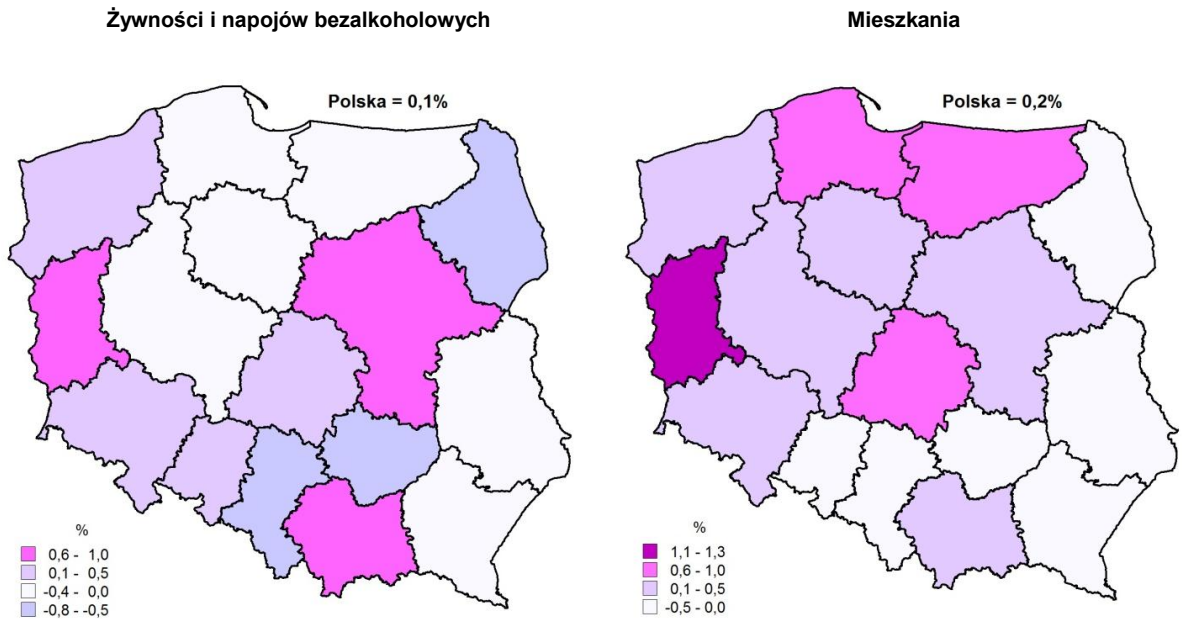 Żywności i napojów bezalkoholowych
Polska = 0,1%
%
0,6 - 1,0
0,1 - 0,5
-0,4 - 0,0
-0,8 - -0,5
Mieszkania
Polska = 0,2%
%
1,1 - 1,3
0,6 - 1,0
0,1 - 0,5
-0,5 - 0,0